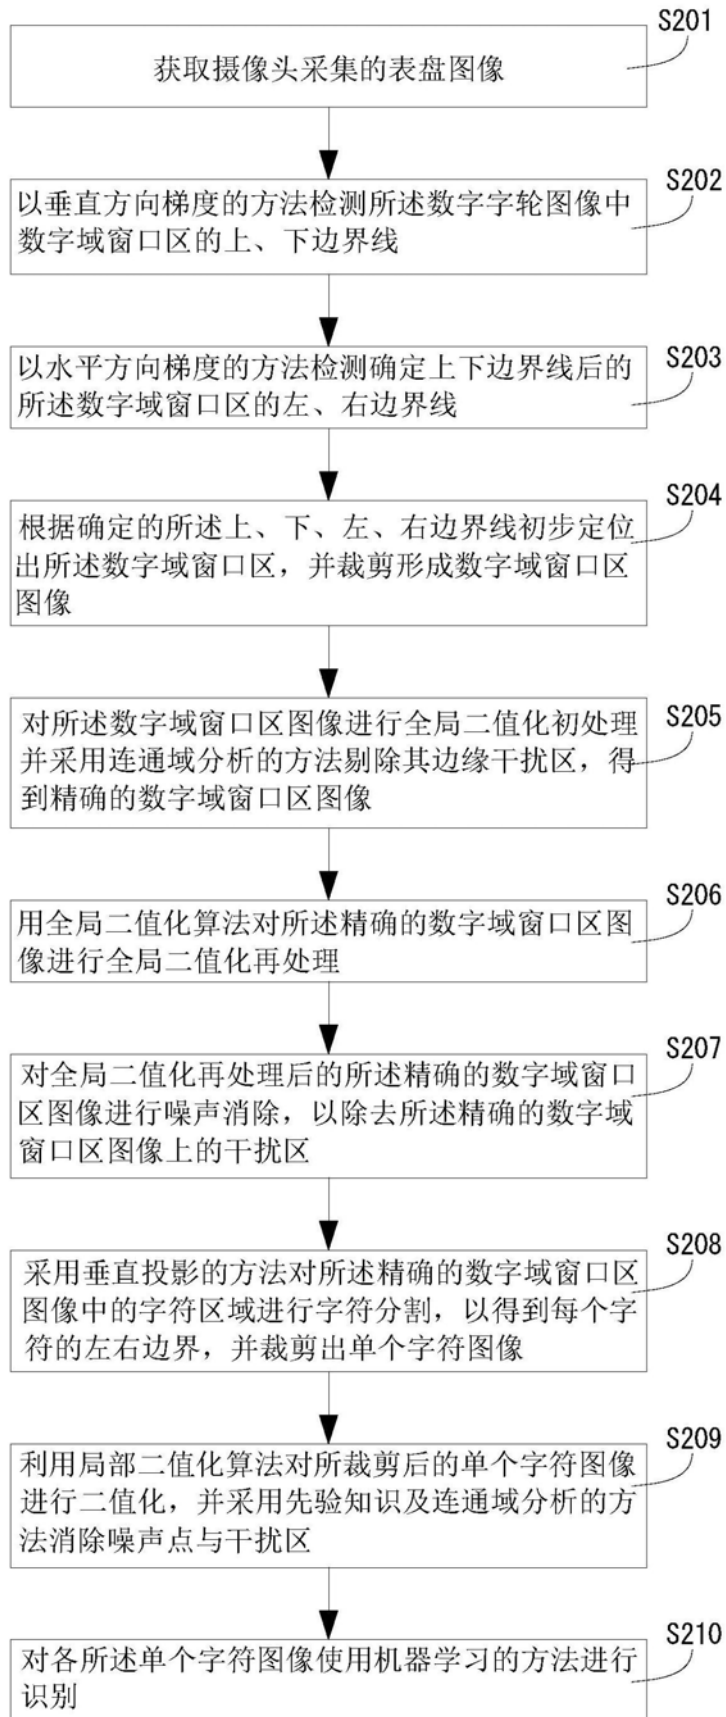 S201
获取摄像头采集的表盘图像
S202
以垂直方向梯度的方法检测所述数字字轮图像中
数字域窗口区的上、下边界线
S203
以水平方向梯度的方法检测确定上下边界线后的
所述数字域窗口区的左、右边界线
S204
根据确定的所述上、下、左、右边界线初步定位
出所述数字域窗口区，并裁剪形成数字域窗口区
图像
S205
对所述数字域窗口区图像进行全局二值化初处理
并采用连通域分析的方法剔除其边缘干扰区，得
到精确的数字域窗口区图像
S206
用全局二值化算法对所述精确的数字域窗口区图
像进行全局二值化再处理
S207
对全局二值化再处理后的所述精确的数字域窗口
区图像进行噪声消除，以除去所述精确的数字域
窗口区图像上的干扰区
S208
采用垂直投影的方法对所述精确的数字域窗口区
图像中的字符区域进行字符分割，以得到每个字
符的左右边界，并裁剪出单个字符图像
S209
利用局部二值化算法对所裁剪后的单个字符图像
进行二值化，并采用先验知识及连通域分析的方
法消除噪声点与干扰区
S210
对各所述单个字符图像使用机器学习的方法进行
识别